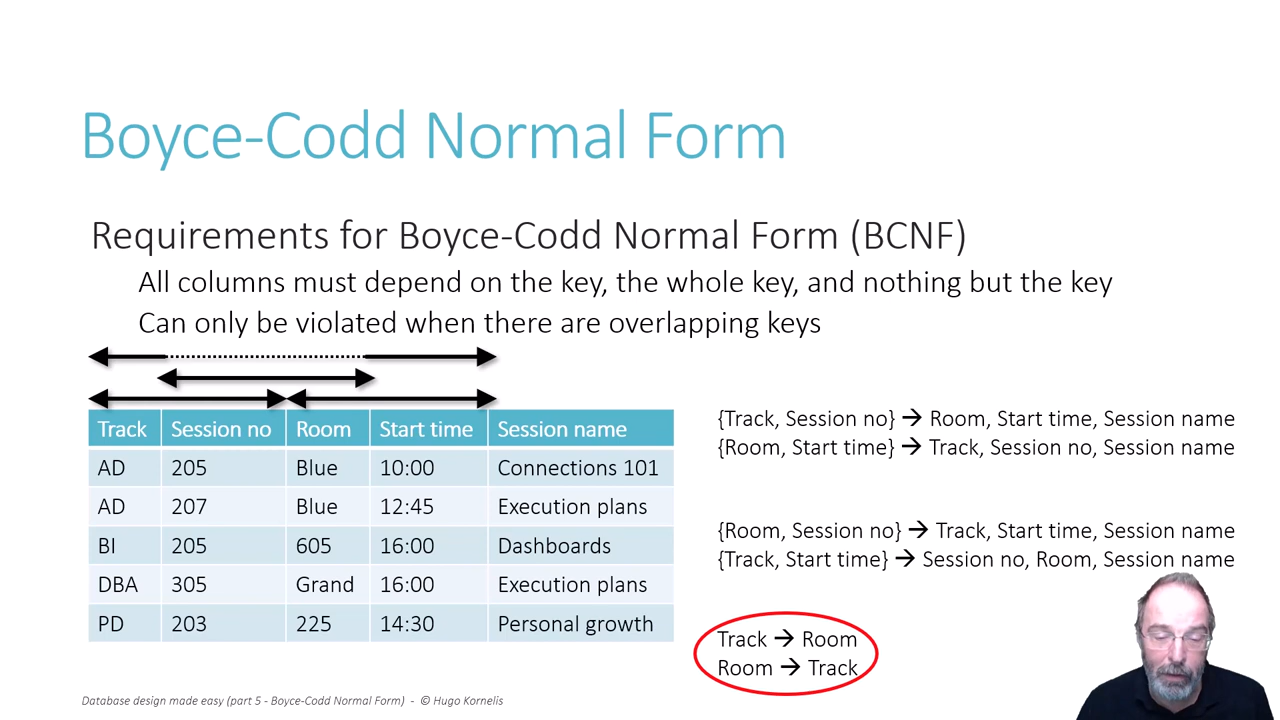 Boyce-Codd Normal Form
Requirements for Boyce-Codd Normal Form (BCNF)
All columns must depend on the key, the whole key, and nothing but the key
Can only be violated when there are overlapping keys
Track Session no Room Start time Session name
AD 205 Blue 10:00 Connections 101
AD 207 Blue 12:45 Execution plans
BI 205 605 16:00 Dashboards
DBA 305 Grand 16:00 Execution plans
PD 203 225 14:30 Personal growth
{Track, Session no} → Room, Start time, Session name
{Room, Start time} → Track, Session no, Session name
{Room, Session no} → Track, Start time, Session name
{Track, Start time} → Session no, Room, Session name
Track → Room
Room → Track
Database design made easy (part 5 - Boyce-Codd Normal Form) - © Hugo Kornelis